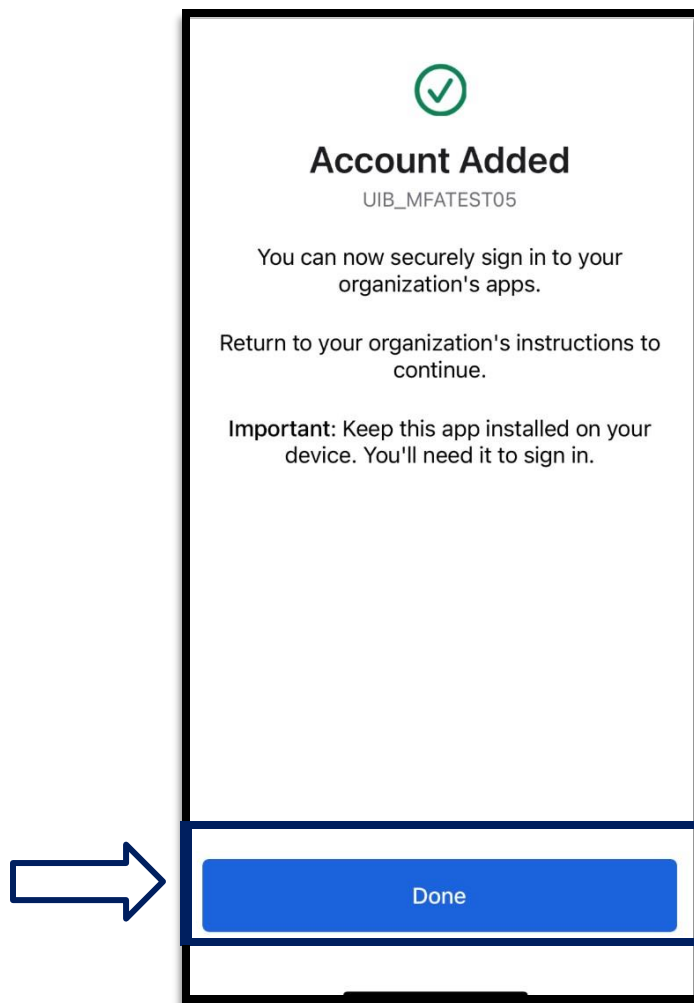 Account Added
UIB_MFATEST05
You can now securely sign in to your
organization's apps.
Return to your organization's instructions to
continue.
Important: Keep this app installed on your
device. You'll need it to sign in.
Done